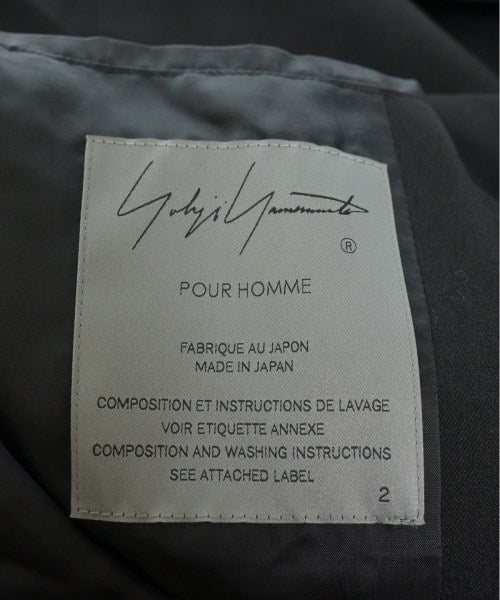 Yohji Yamamoto
®
POUR HOMME
FABRIQUE AU JAPON
MADE IN JAPAN
COMPOSITION ET INSTRUCTIONS DE LAVAGE
VOIR ETIQUETTE ANNEXE
COMPOSITION AND WASHING INSTRUCTIONS
SEE ATTACHED LABEL
2